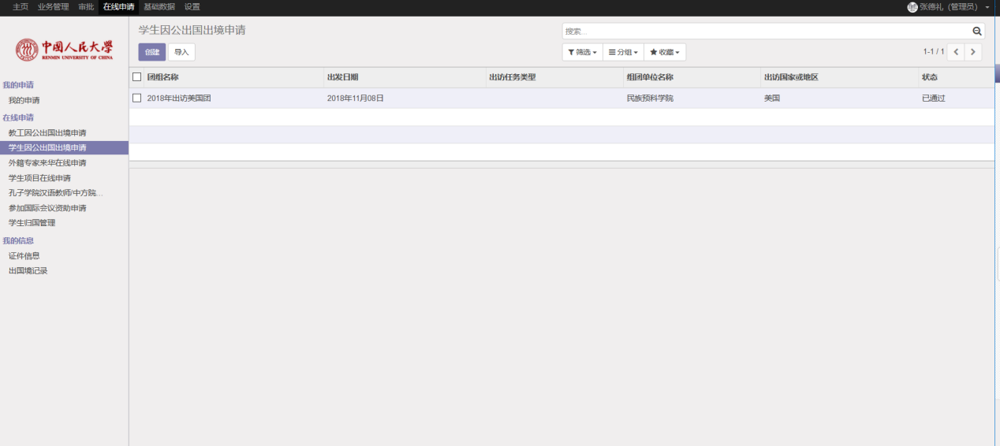 主页 业务管理 审批 在线申请 基础数据 设置 张德礼（管理员）
中国人民大学
RENMIN UNIVERSITY OF CHINA
我的申请
我的申请
在线申请
教工因公出国出境申请
学生因公出国出境申请
外籍专家来华在线申请
学生项目在线申请
孔子学院汉语教师/中方院...
参加国际会议资助申请
学生归国管理
我的信息
证件信息
出国境记录
学生因公出国出境申请
搜索...
创建 导入
筛选 分组 收藏
1-1 / 1
团组名称 出发日期 出访任务类型 组团单位名称 出访国家或地区 状态
2018年出访美国团 2018年11月08日 民族预科学院 美国 已通过